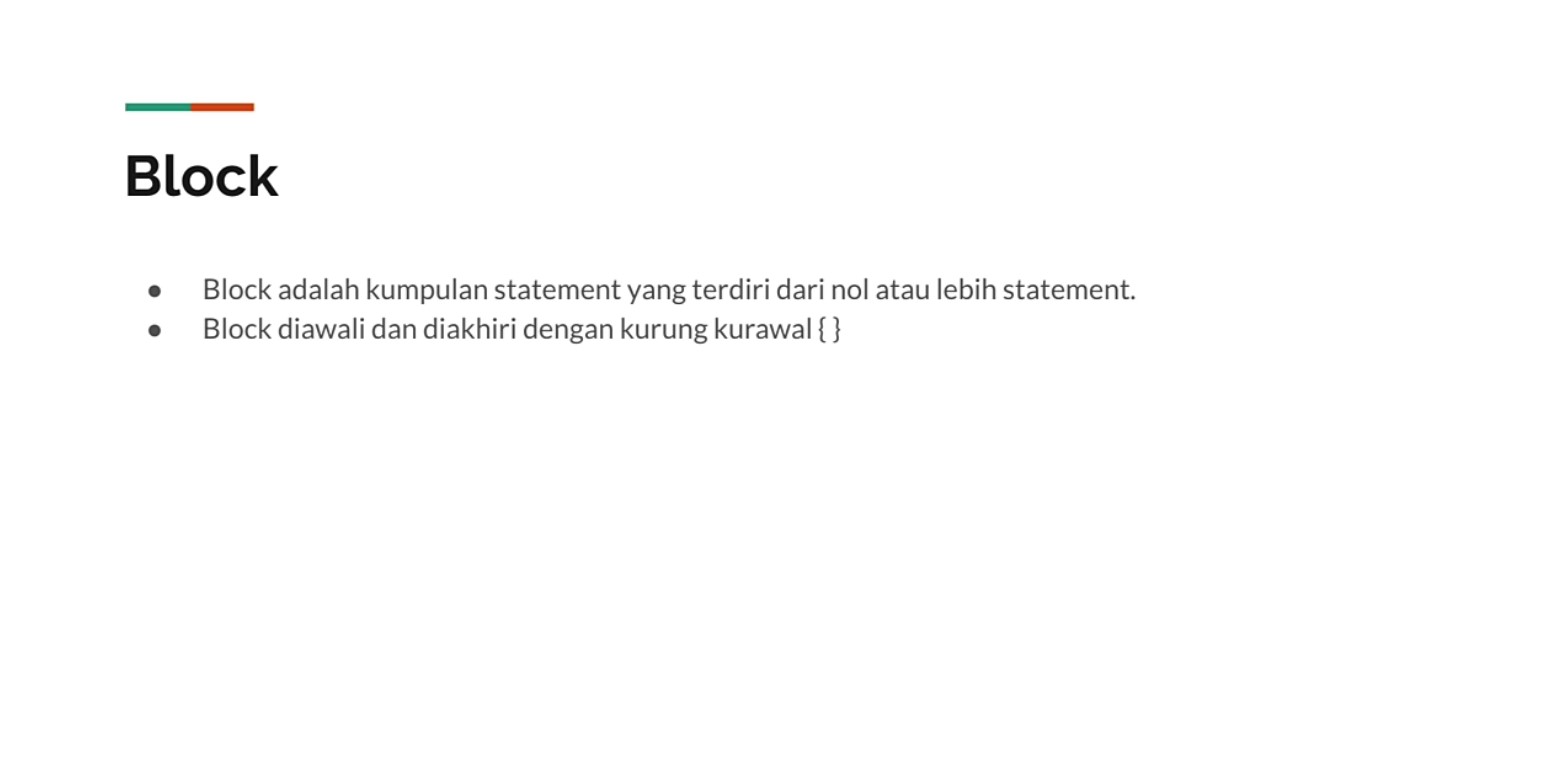 Block
● Block adalah kumpulan statement yang terdiri dari nol atau lebih statement.
● Block diawali dan diakhiri dengan kurung kurawal { }